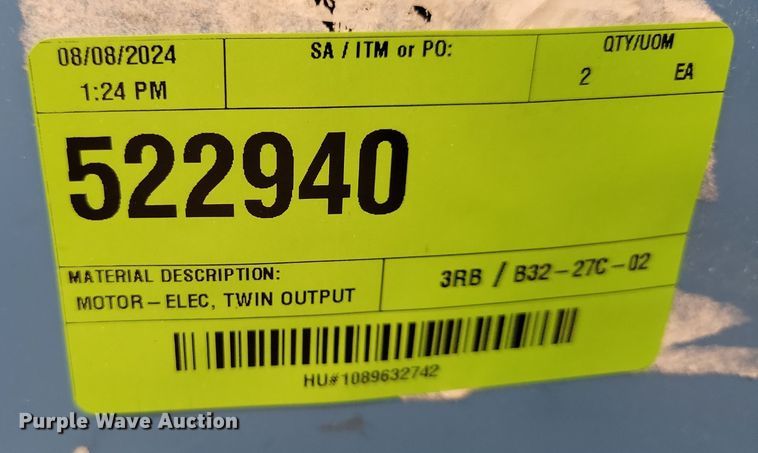 08/08/2024 SA / ITM or PO: QTY/UOM
1:24 PM 2 EA
522940
MATERIAL DESCRIPTION: 3RB / B32-27C-02
MOTOR-ELEC, TWIN OUTPUT
HU#1089632742
Purple Wave Auction